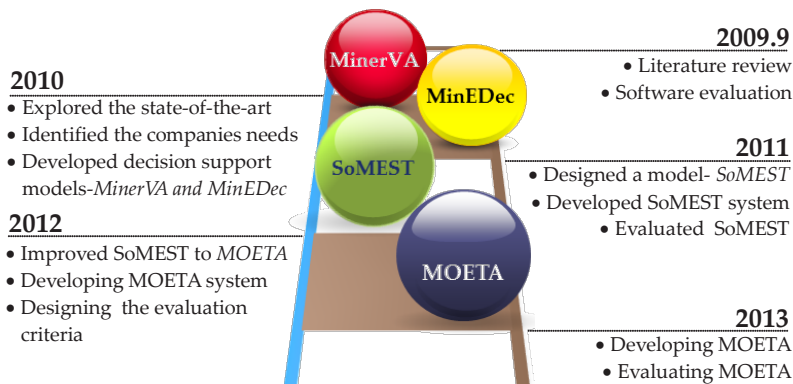 2009.9
• Literature review
• Software evaluation
2010
• Explored the state-of-the-art
• Identified the companies needs
• Developed decision support
models-MinerVA and MinEDec
2011
• Designed a model- SoMEST
• Developed SoMEST system
• Evaluated SoMEST
2012
• Improved SoMEST to MOETA
• Developing MOETA system
• Designing the evaluation
criteria
2013
• Developing MOETA
• Evaluating MOETA
MinerVA
MinEDec
SoMEST
MOETA